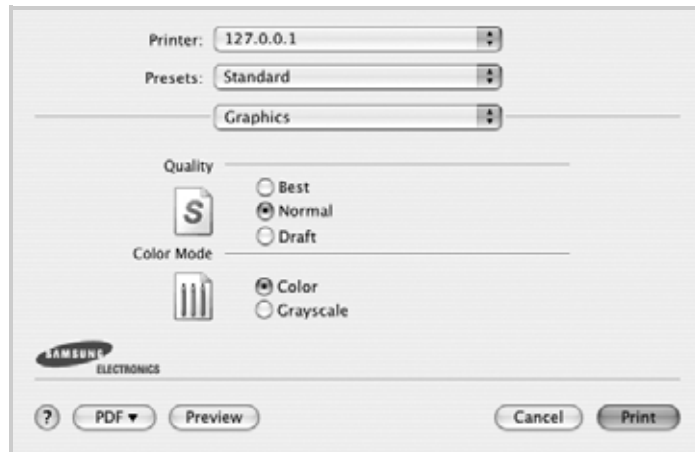 Printer: 127.0.0.1
Presets: Standard
Graphics
Quality
Best
S
Normal
Draft
Color Mode
Color
Grayscale
SAMSUNG
ELECTRONICS
? PDF Preview Cancel Print